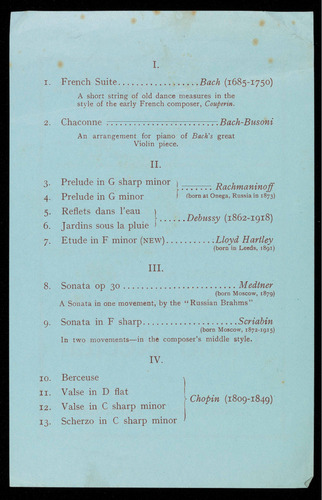 I.
1. French Suite..................Bach (1685-1750)
A short string of old dance measures in the
style of the early French composer, Couperin.
2. Chaconne .........................Bach-Busoni
An arrangement for piano of Bach's great
Violin piece.
II.
3. Prelude in G sharp minor } ........ Rachmaninoff
4. Prelude in G minor (born at Onega, Russia in 1873)
5. Reflets dans l'eau } ......Debussy (1862-1918)
6. Jardins sous la pluie
7. Etude in F minor (NEW)...........Lloyd Hartley
(born in Leeds, 1891)
III.
8. Sonata op 30 ..........................Medtner
(born Moscow, 1879)
A Sonata in one movement, by the "Russian Brahms"
9. Sonata in F sharp.....................Scriabin
(born Moscow, 1872-1915)
In two movements—in the composer's middle style.
IV.
10. Berceuse
11. Valse in D flat
12. Valse in C sharp minor } Chopin (1809-1849)
13. Scherzo in C sharp minor